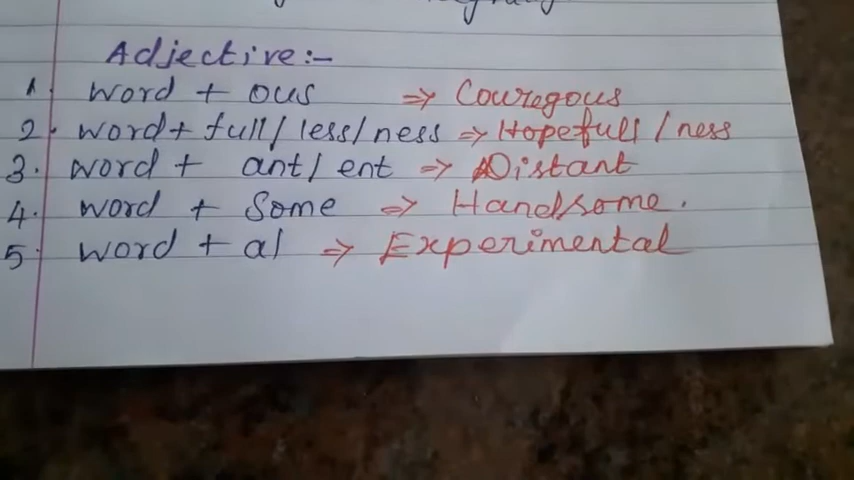 Adjective:-
1. word + ous => Couregous
2. word + full/less/ness => Hopefull/ness
3. word + ant/ent => Distant
4. word + Some => Handsome.
5. word + al => Experimental